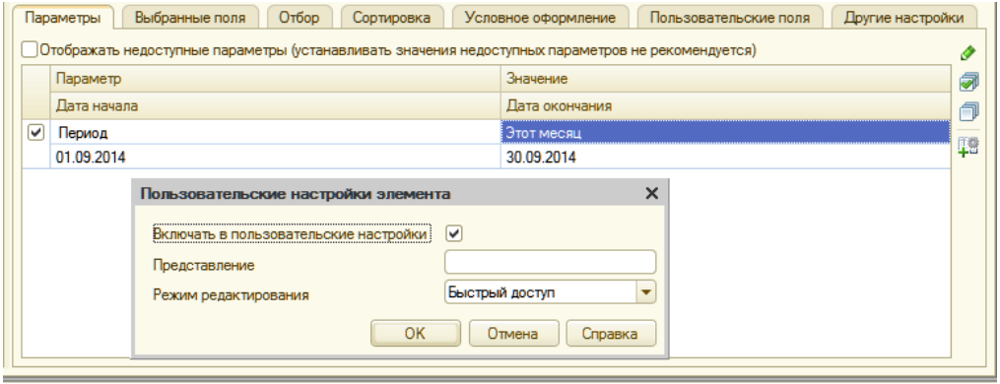 Параметры Выбранные поля Отбор Сортировка Условное оформление Пользовательские поля Другие настройки
Отображать недоступные параметры (устанавливать значения недоступных параметров не рекомендуется)
Параметр Значение
Дата начала Дата окончания
Период Этот месяц
01.09.2014 30.09.2014
Пользовательские настройки элемента
Включать в пользовательские настройки
Представление
Режим редактирования Быстрый доступ
ОК Отмена Справка